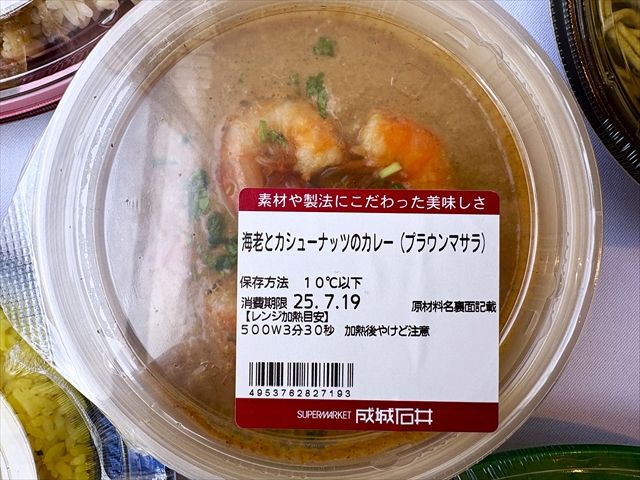 素材や製法にこだわった美味しさ
海老とカシューナッツのカレー（プラウンマサラ）
保存方法　10℃以下
消費期限 25.7.19　原材料名裏面記載
【レンジ加熱目安】
500W3分30秒　加熱後やけど注意
4953762827193
SUPERMARKET 成城石井